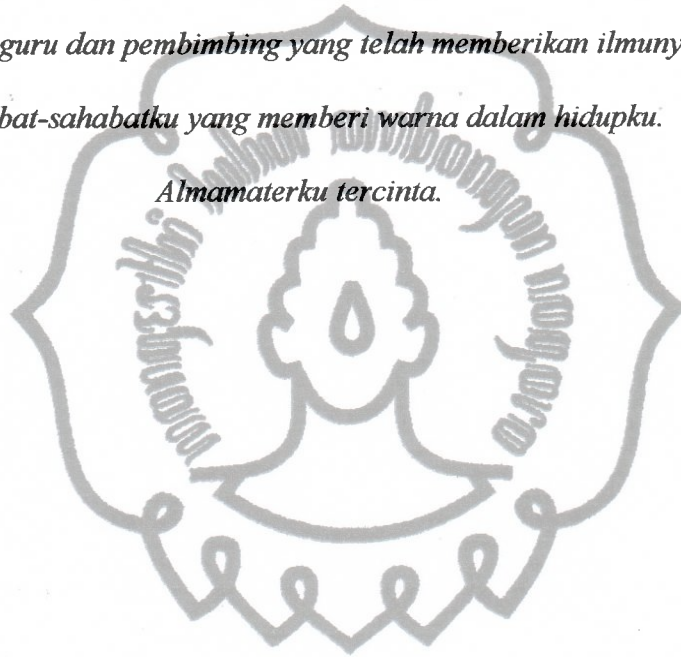 guru dan pembimbing yang telah memberikan ilmuny
bat-sahabatku yang memberi warna dalam hidupku.
Almamaterku tercinta.